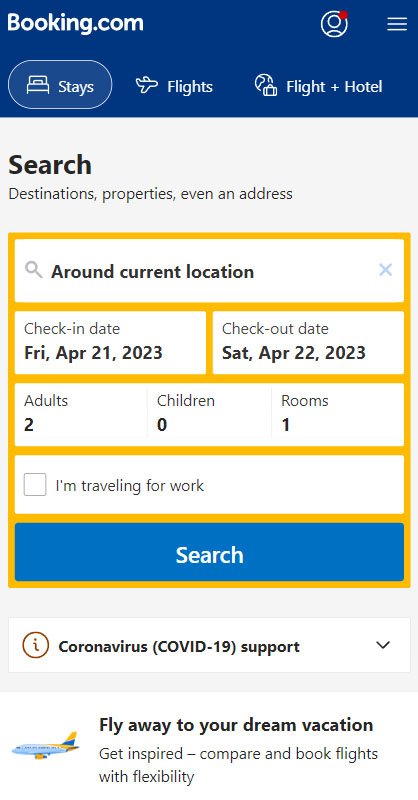 Booking.com
Stays
Flights
Flight + Hotel
Search
Destinations, properties, even an address
Around current location
Check-in date
Fri, Apr 21, 2023
Check-out date
Sat, Apr 22, 2023
Adults
2
Children
0
Rooms
1
I'm traveling for work
Search
Coronavirus (COVID-19) support
Fly away to your dream vacation
Get inspired – compare and book flights
with flexibility